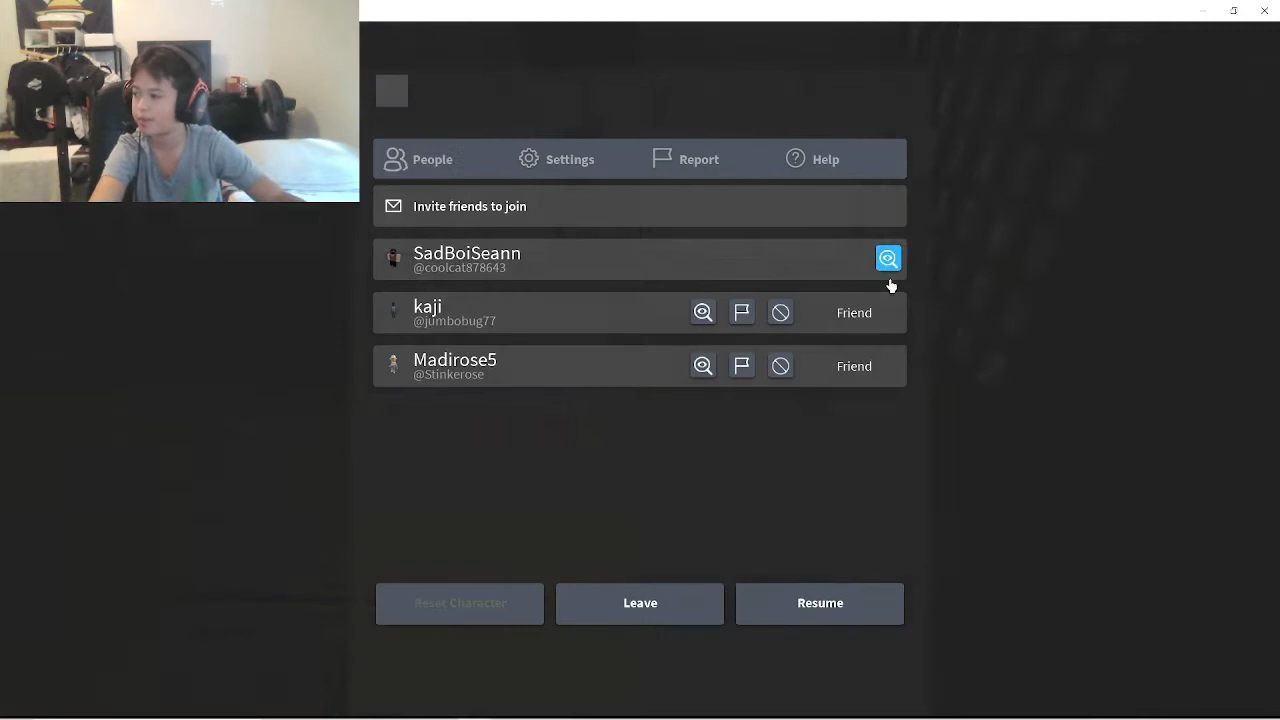 People Settings Report Help
Invite friends to join
SadBoiSeann
@coolcat878643
kaji
@jumbobug77
Friend
Madirose5
@Stinkerose
Friend
Reset Character Leave Resume